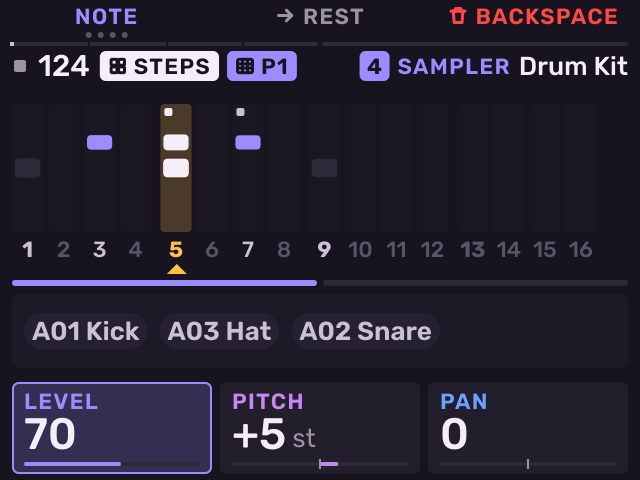 NOTE REST BACKSPACE
124 STEPS P1 4 SAMPLER Drum Kit
1 2 3 4 5 6 7 8 9 10 11 12 13 14 15 16
A01 Kick A03 Hat A02 Snare
LEVEL PITCH PAN
70 +5 st 0